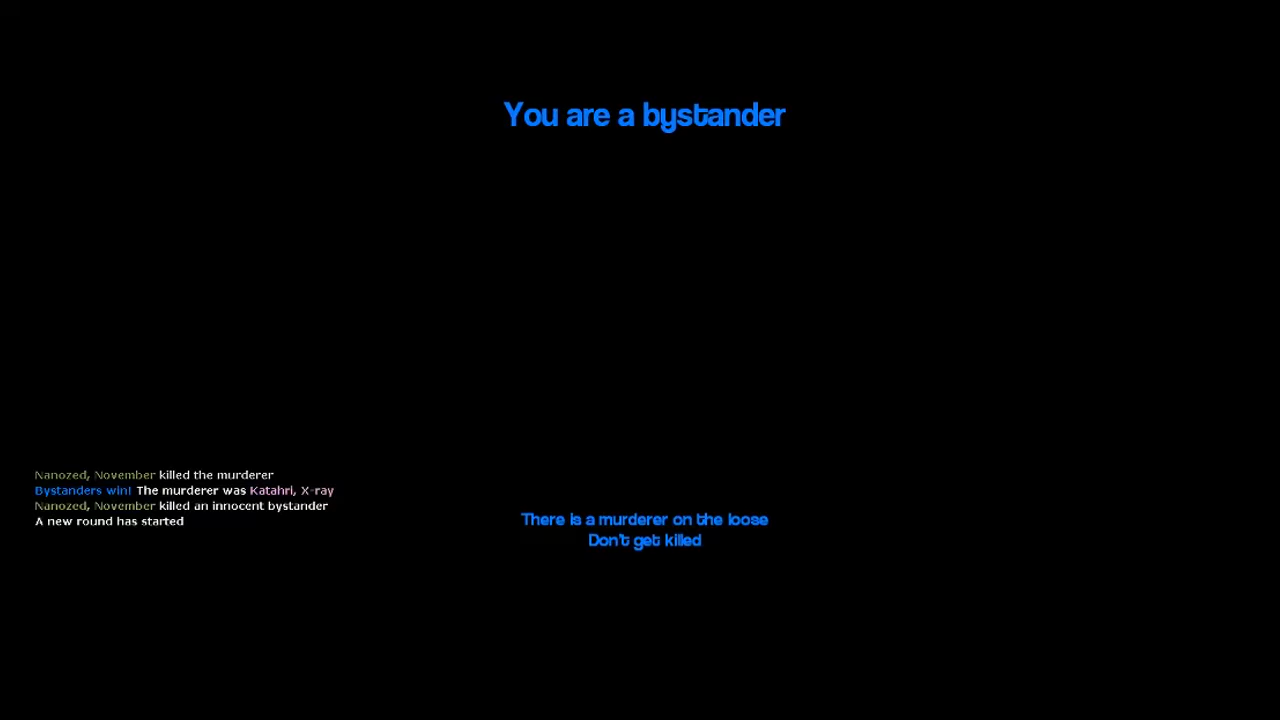 You are a bystander
Nanozed, November killed the murderer
Bystanders win! The murderer was Katahri, X-ray
Nanozed, November killed an innocent bystander
A new round has started
There is a murderer on the loose
Don't get killed